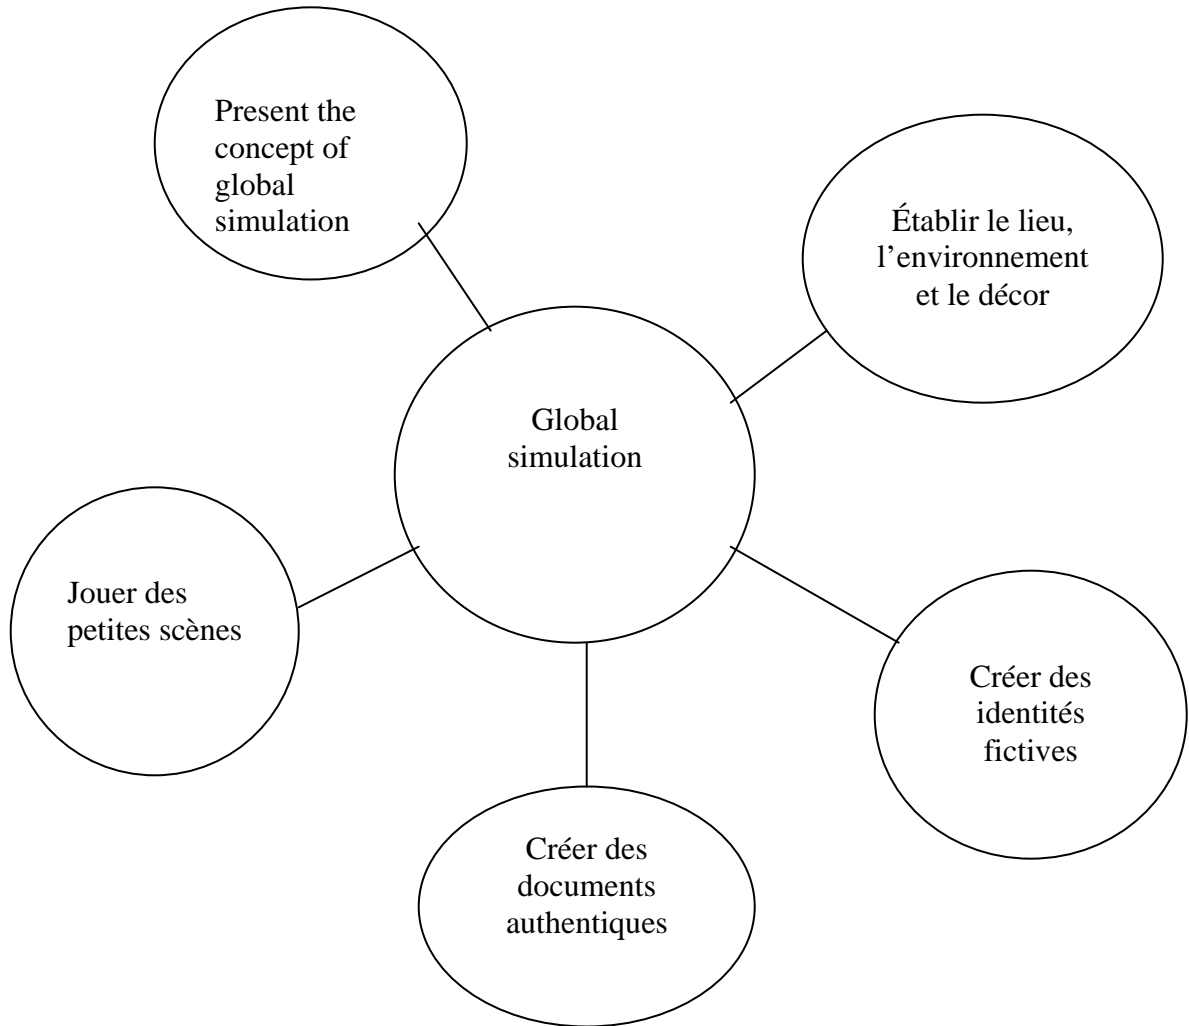 Present the
concept of
global
simulation
Établir le lieu,
l’environnement
et le décor
Global
simulation
Jouer des
petites scènes
Créer des
identités
fictives
Créer des
documents
authentiques